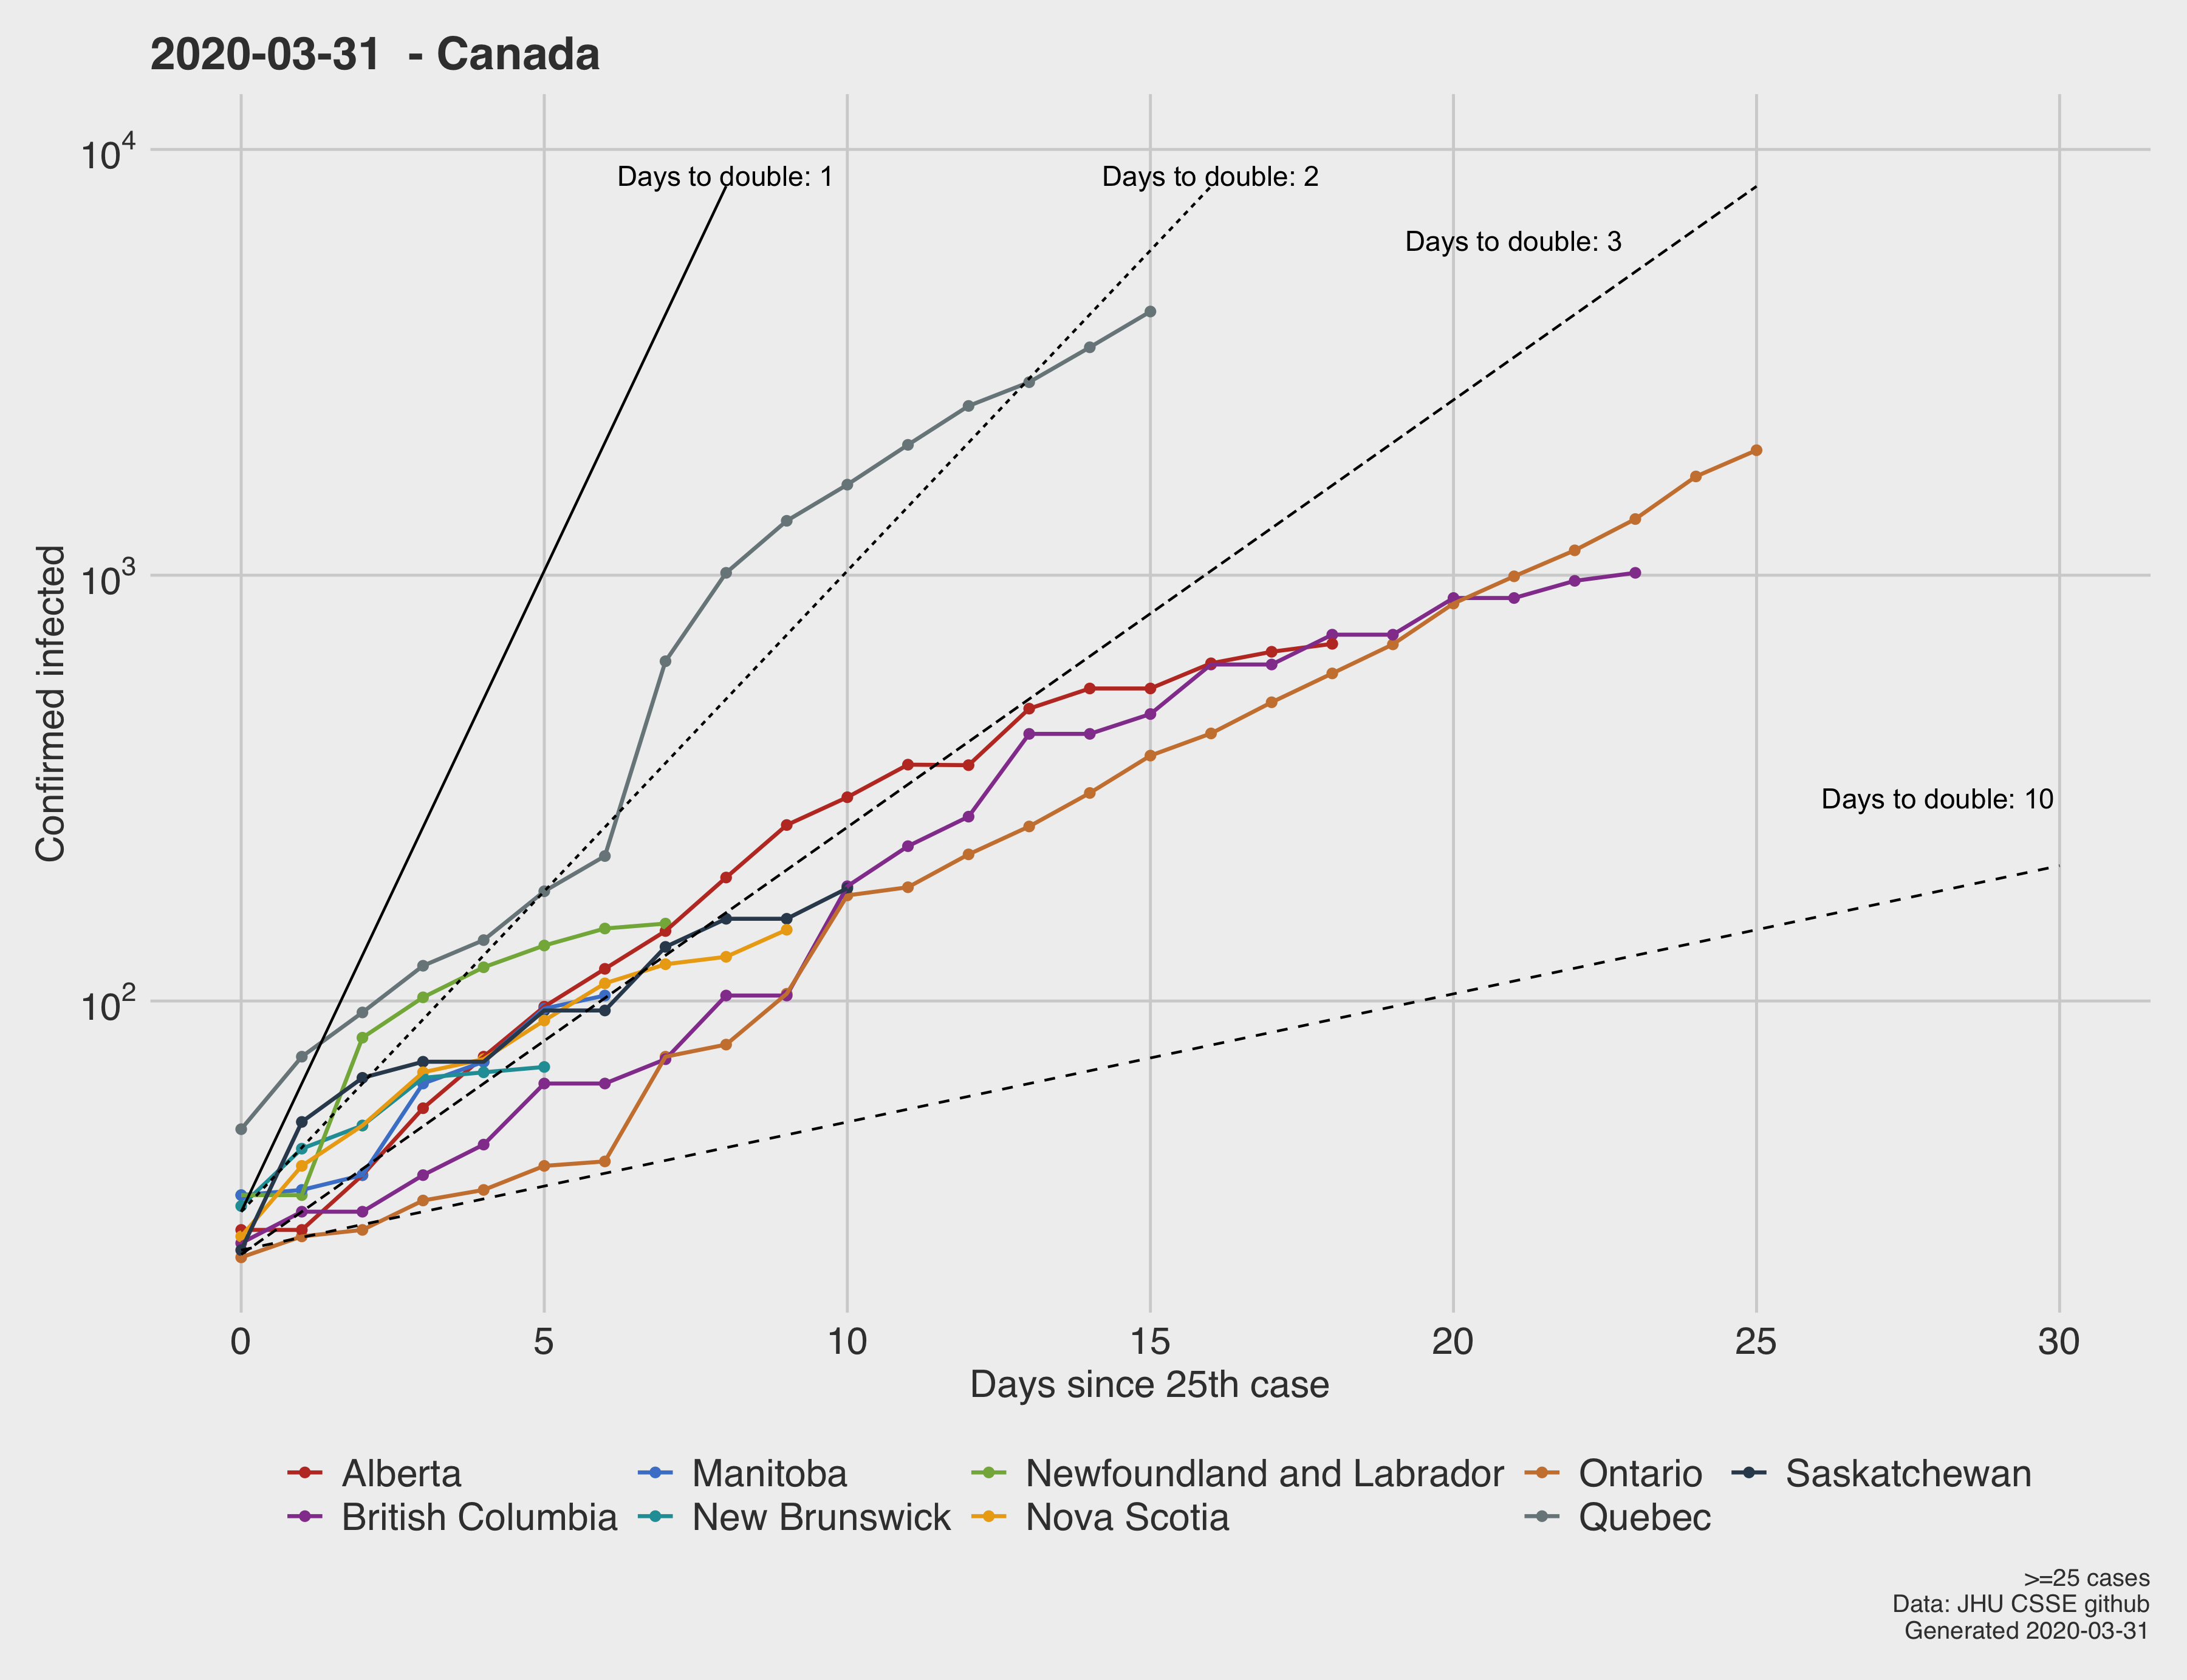 2020-03-31 - Canada
10^4
Days to double: 1
Days to double: 2
Days to double: 3
Confirmed infected
10^3
Days to double: 10
10^2
0 5 10 15 20 25 30
Days since 25th case
Alberta Manitoba Newfoundland and Labrador Ontario Saskatchewan
British Columbia New Brunswick Nova Scotia Quebec
>=25 cases
Data: JHU CSSE github
Generated 2020-03-31